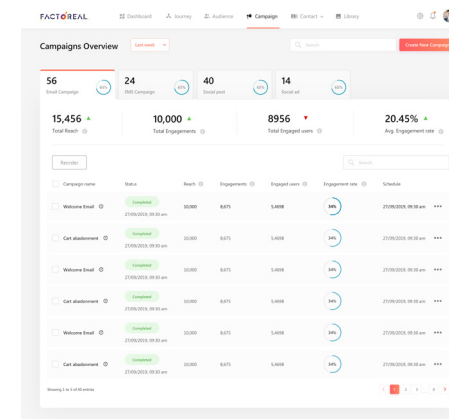 FACTOREAL Dashboard Journey Audience Campaign Contact Library
Campaigns Overview Last week Search Create New Campaign
56 24 40 14
Email Campaign SMS Campaign Social post Social ad
15,456 10,000 8956 20.45%
Total Reach Total Engagements Total Engaged users Avg. Engagement rate
Reorder Search
Campaign name Status Reach Engagements Engaged users Engagement rate Schedule
Completed
Welcome Email 10,000 8,675 5,4698 34% 27/09/2019, 09:30 am
27/09/2019, 09:30 am
Completed
Cart abadonment 10,000 8,675 5,4698 34% 27/09/2019, 09:30 am
27/09/2019, 09:30 am
Completed
Welcome Email 10,000 8,675 5,4698 34% 27/09/2019, 09:30 am
27/09/2019, 09:30 am
Completed
Cart abadonment 10,000 8,675 5,4698 34% 27/09/2019, 09:30 am
27/09/2019, 09:30 am
Completed
Welcome Email 10,000 8,675 5,4698 34% 27/09/2019, 09:30 am
27/09/2019, 09:30 am
Completed
Cart abadonment 10,000 8,675 5,4698 34% 27/09/2019, 09:30 am
27/09/2019, 09:30 am
1 2 3 ...